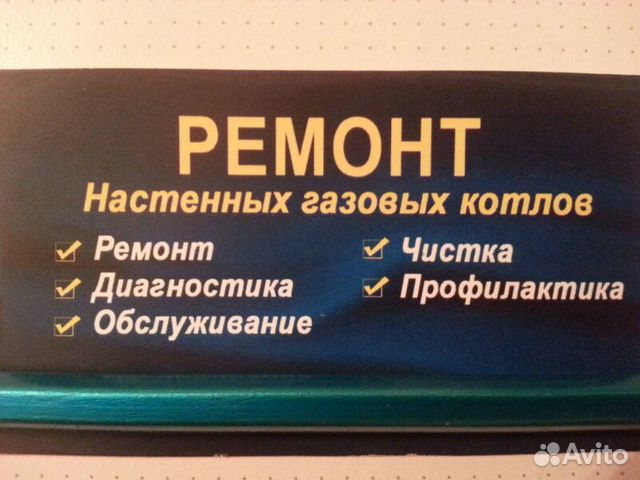 РЕМОНТ
Настенных газовых котлов
Ремонт
Диагностика
Обслуживание
Чистка
Профилактика
Avito